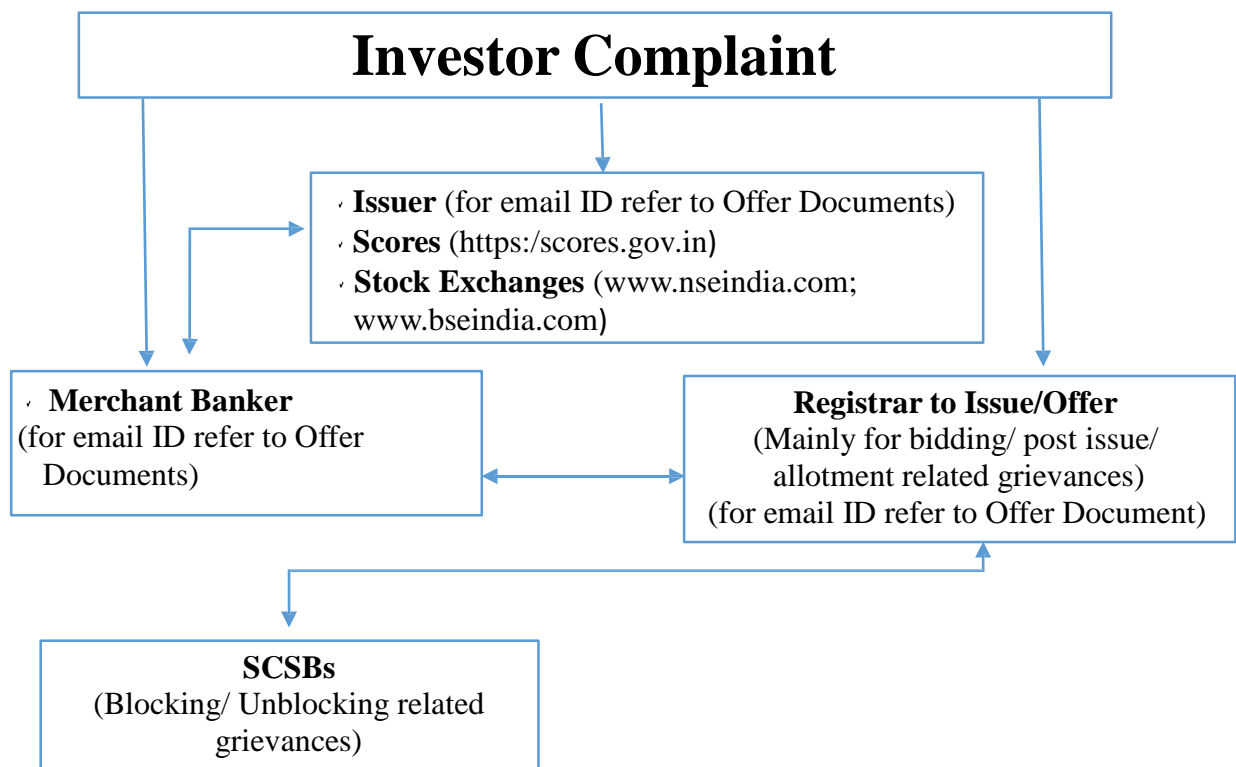 Investor Complaint
✓ Issuer (for email ID refer to Offer Documents)
✓ Scores (https:/scores.gov.in)
✓ Stock Exchanges (www.nseindia.com;
www.bseindia.com)
✓ Merchant Banker
(for email ID refer to Offer
Documents)
Registrar to Issue/Offer
(Mainly for bidding/ post issue/
allotment related grievances)
(for email ID refer to Offer Document)
SCSBs
(Blocking/ Unblocking related
grievances)